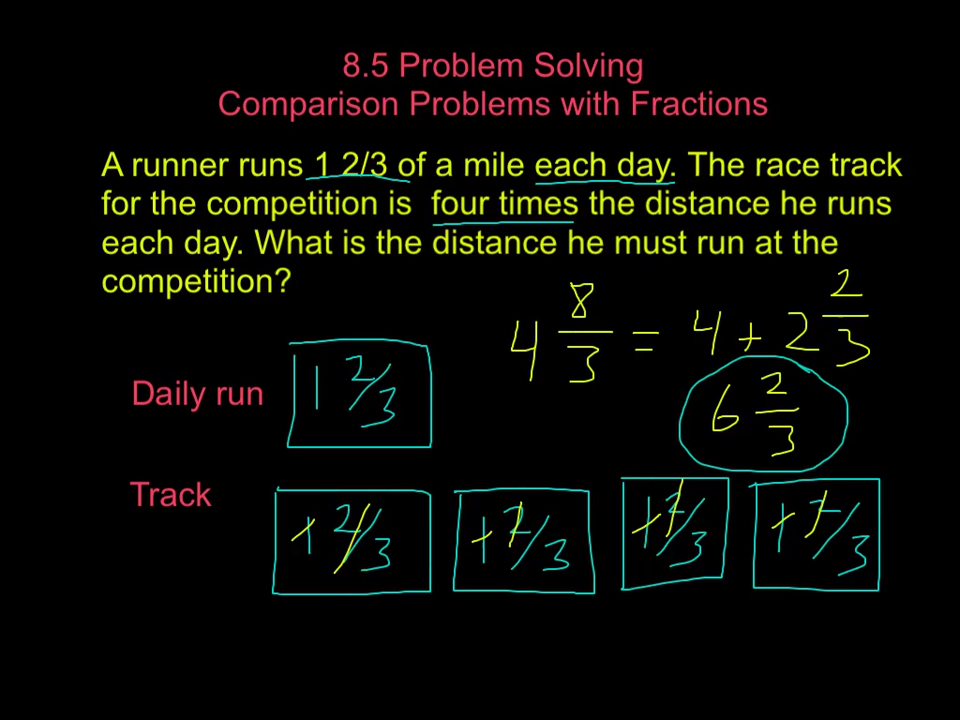 8.5 Problem Solving
Comparison Problems with Fractions
A runner runs 1 2/3 of a mile each day. The race track
for the competition is four times the distance he runs
each day. What is the distance he must run at the
competition?
4 8/3 = 4 + 2 2/3
Daily run 1 2/3
6 2/3
Track 1 2/3 1 2/3 1 2/3 1 2/3